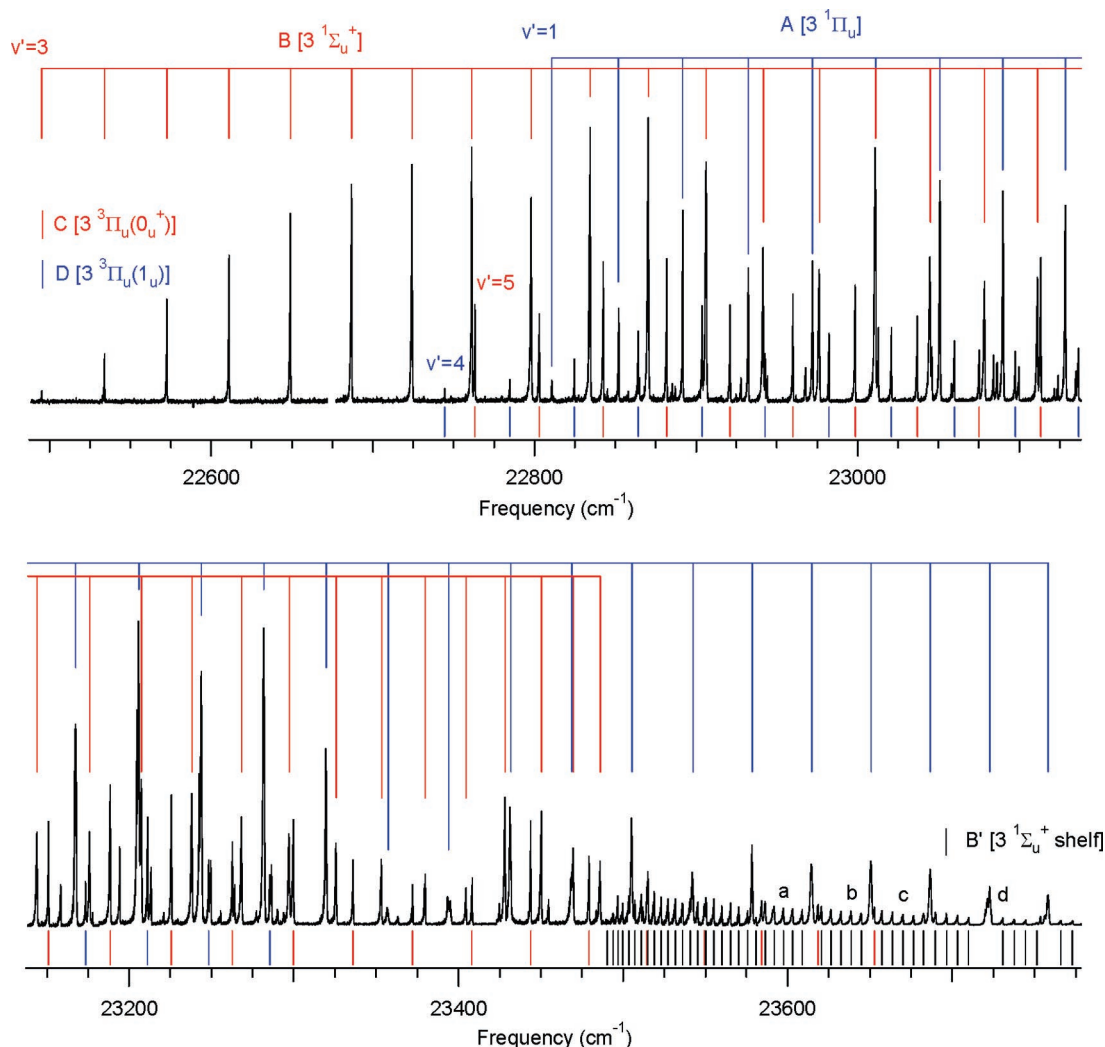 v'=3
B [3 ¹Σᵤ⁺]
v'=1
A [3 ¹Πᵤ]
C [3 ³Πᵤ(0ᵤ⁺)]
D [3 ³Πᵤ(1ᵤ)]
v'=5
v'=4
22600 22800 23000
Frequency (cm⁻¹)
B' [3 ¹Σᵤ⁺ shelf]
a b c d
23200 23400 23600
Frequency (cm⁻¹)